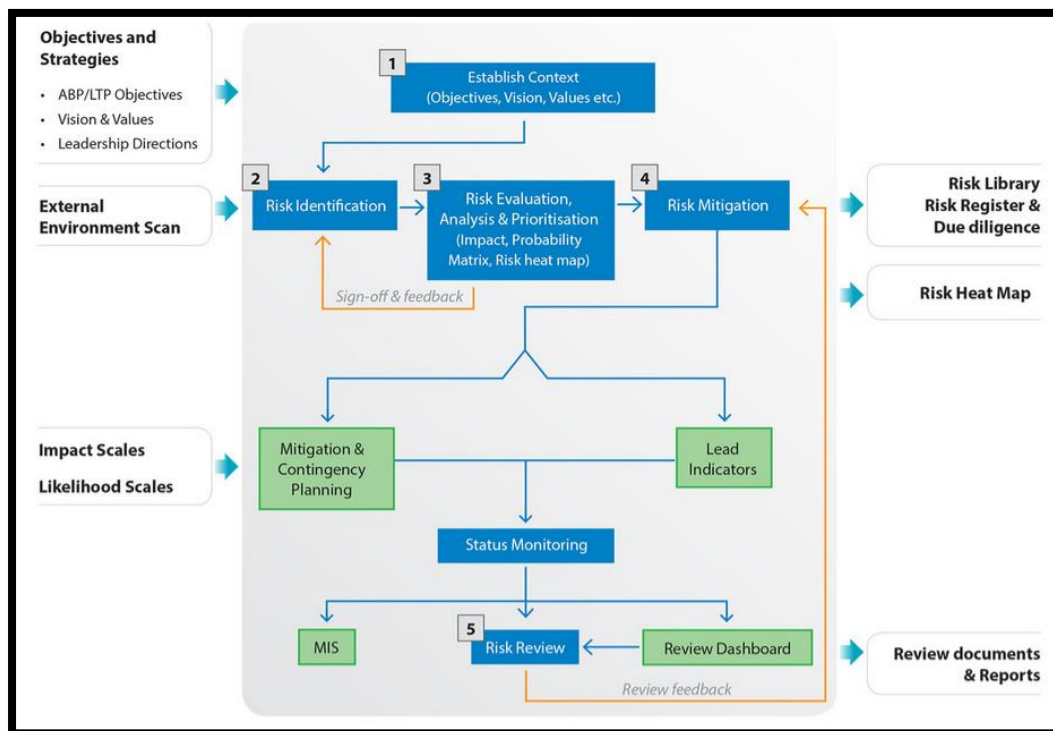 Objectives and
Strategies
• ABP/LTP Objectives
• Vision & Values
• Leadership Directions
1
Establish Context
(Objectives, Vision, Values etc.)
External
Environment Scan
2
Risk Identification
3
Risk Evaluation,
Analysis & Prioritisation
(Impact, Probability
Matrix, Risk heat map)
4
Risk Mitigation
Risk Library
Risk Register &
Due diligence
Sign-off & feedback
Risk Heat Map
Impact Scales
Likelihood Scales
Mitigation &
Contingency
Planning
Lead
Indicators
Status Monitoring
MIS
5
Risk Review
Review Dashboard
Review feedback
Review documents
& Reports